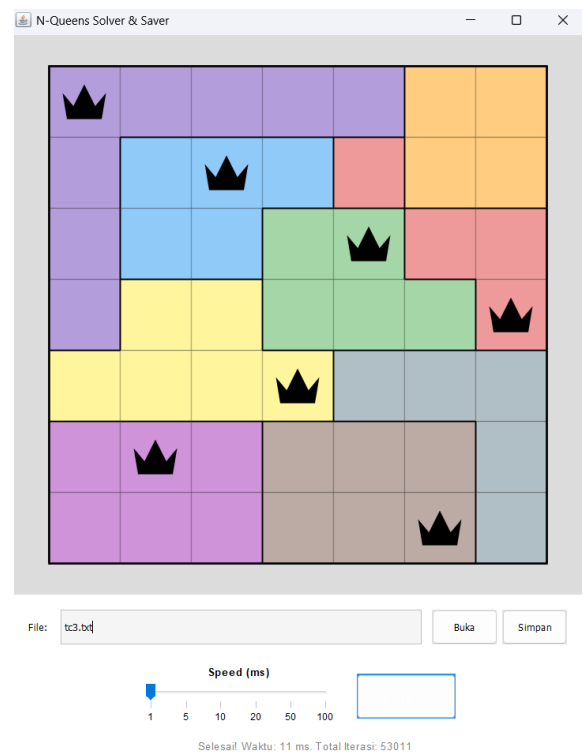 N-Queens Solver & Saver
File: tc3.txt Buka Simpan
Speed (ms)
1 5 10 20 50 100
Selesai! Waktu: 11 ms. Total Iterasi: 53011